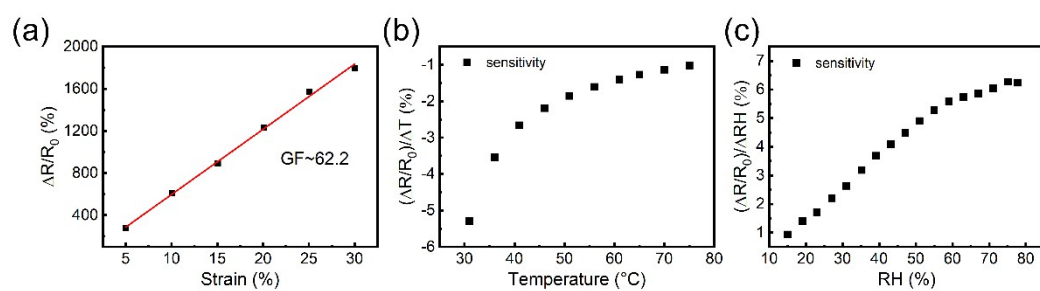 (a)
2000
1600
1200
800
400
ΔR/R0 (%)
GF~62.2
5 10 15 20 25 30
Strain (%)
(b)
sensitivity
-1
-2
-3
-4
-5
-6
(ΔR/R0)/ΔT (%)
30 40 50 60 70 80
Temperature (°C)
(c)
sensitivity
7
6
5
4
3
2
1
(ΔR/R0)/ΔRH (%)
10 20 30 40 50 60 70 80
RH (%)